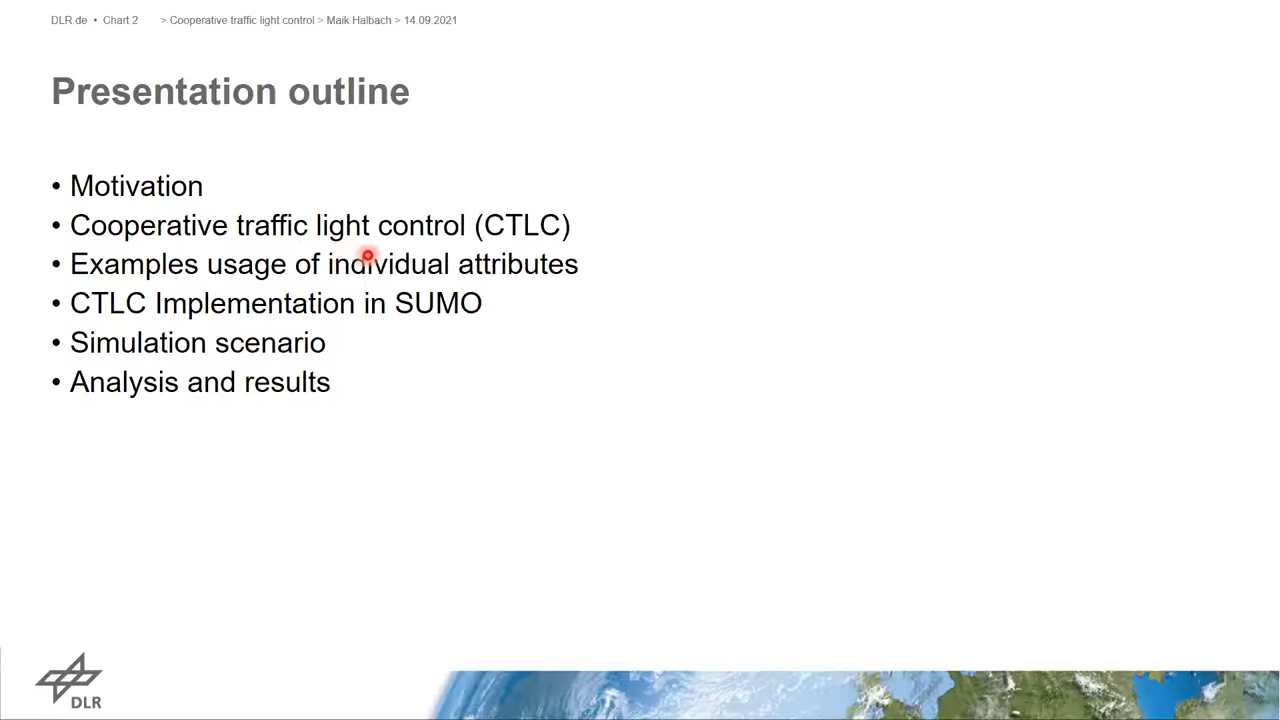 DLR.de • Chart 2 > Cooperative traffic light control > Maik Halbach > 14.09.2021
Presentation outline
• Motivation
• Cooperative traffic light control (CTLC)
• Examples usage of individual attributes
• CTLC Implementation in SUMO
• Simulation scenario
• Analysis and results
DLR